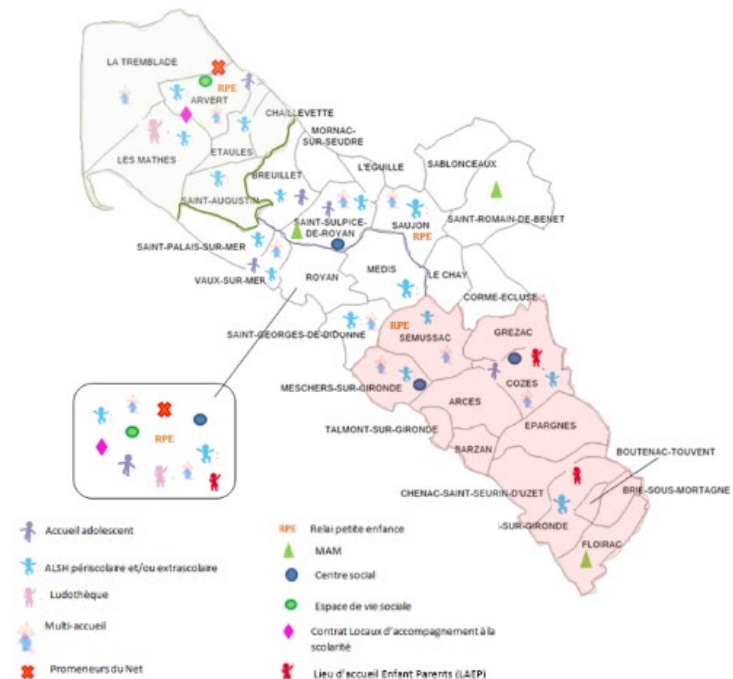 LA TREMBLADE
RPE
ARVERT
CHAILLEVETTE
MORNAC-
SUR-SEUDRE
LES MATHES
ETAULES
L'EGUILLE
SABLONCEAUX
BREUILLET
SAINT-AUGUSTIN
SAINT-SULPICE-
DE-ROYAN
SAUJON
SAINT-ROMAIN-DE-BENET
RPE
SAINT-PALAIS-SUR-MER
VAUX-SUR-MER
ROYAN
MEDIS
LE CHAY
CORME-ECLUSE
SAINT-GEORGES-DE-DIDONNE
RPE
SEMUSSAC
GREZAC
MESCHERS-SUR-GIRONDE
COZES
ARCES
TALMONT-SUR-GIRONDE
EPARGNES
BARZAN
BOUTENAC-TOUVENT
CHENAC-SAINT-SEURIN-D'UZET
BRIE-SOUS-MORTAGNE
-SUR-GIRONDE
FLOIRAC
RPE
Accueil adolescent
ALSH périscolaire et/ou extrascolaire
Ludothèque
Multi-accueil
Promeneurs du Net
RPE Relai petite enfance
MAM
Centre social
Espace de vie sociale
Contrat Locaux d'accompagnement à la
scolarité
Lieu d'accueil Enfant Parents (LAEP)